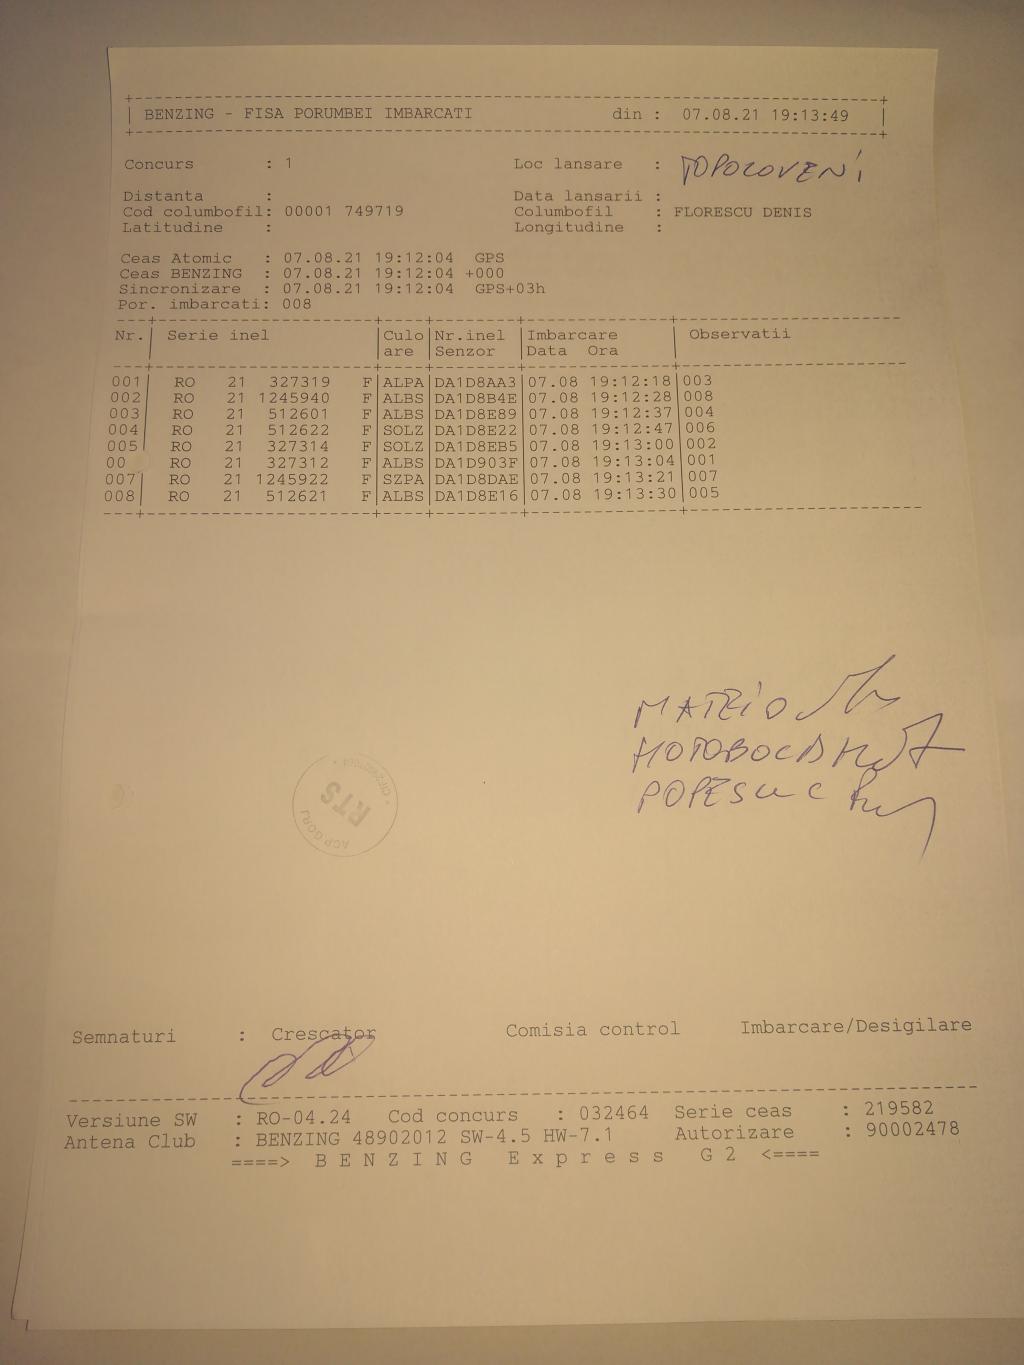 BENZING - FISA PORUMBEI IMBARCATI din : 07.08.21 19:13:49
Concurs : 1 Loc lansare : TOPOLOVENI
Distanta : Data lansarii :
Cod columbofil: 00001 749719 Columbofil : FLORESCU DENIS
Latitudine : Longitudine :
Ceas Atomic : 07.08.21 19:12:04 GPS
Ceas BENZING : 07.08.21 19:12:04 +000
Sincronizare : 07.08.21 19:12:04 GPS+03h
Por. imbarcati: 008
Nr. Serie inel Culo Nr.inel Imbarcare Observatii
are Senzor Data Ora
001 RO 21 327319 F ALPA DA1D8AA3 07.08 19:12:18 003
002 RO 21 1245940 F ALBS DA1D8B4E 07.08 19:12:28 008
003 RO 21 512601 F ALBS DA1D8E89 07.08 19:12:37 004
004 RO 21 512622 F SOLZ DA1D8E22 07.08 19:12:47 006
005 RO 21 327314 F SOLZ DA1D8EB5 07.08 19:13:00 002
00 RO 21 327312 F ALBS DA1D903F 07.08 19:13:04 001
007 RO 21 1245922 F SZPA DA1D8DAE 07.08 19:13:21 007
008 RO 21 512621 F ALBS DA1D8E16 07.08 19:13:30 005
POPESCU C
RTS
ACP GORJ
Semnaturi : Crescator Comisia control Imbarcare/Desigilare
Versiune SW : RO-04.24 Cod concurs : 032464 Serie ceas : 219582
Antena Club : BENZING 48902012 SW-4.5 HW-7.1 Autorizare : 90002478
====> B E N Z I N G E x p r e s s G 2 <====